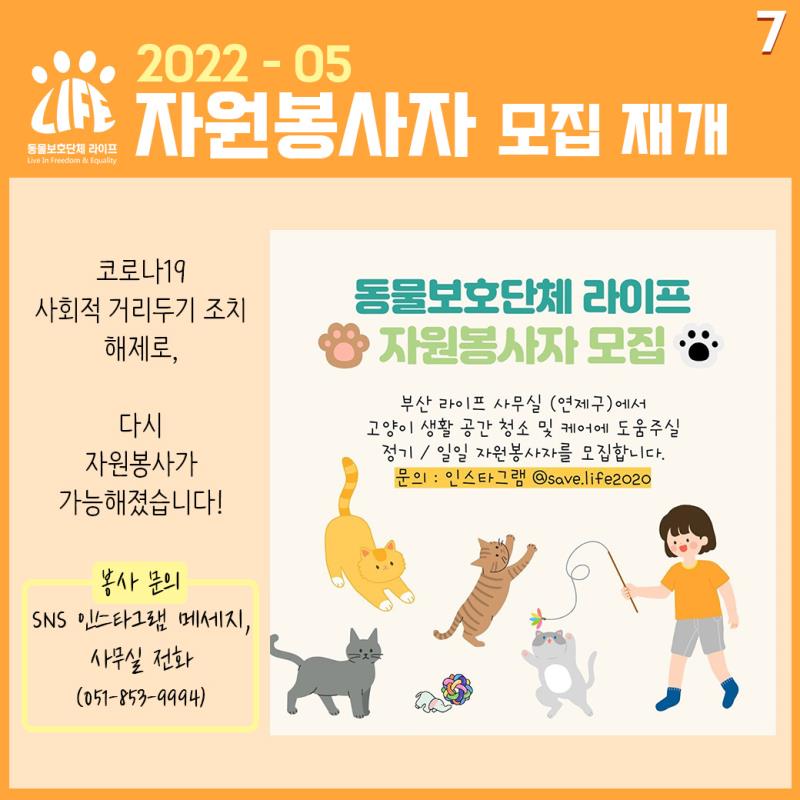 7
2022 - 05
자원봉사자 모집 재개
LIFE
동물보호단체 라이프
Live In Freedom & Equality
코로나19
사회적 거리두기 조치
해제로,
다시
자원봉사가
가능해졌습니다!
봉사 문의
SNS 인스타그램 메세지,
사무실 전화
(051-853-9994)
동물보호단체 라이프
자원봉사자 모집
부산 라이프 사무실 (연제구)에서
고양이 생활 공간 청소 및 케어에 도움주실
정기 / 일일 자원봉사자를 모집합니다.
문의 : 인스타그램 @save.life2020